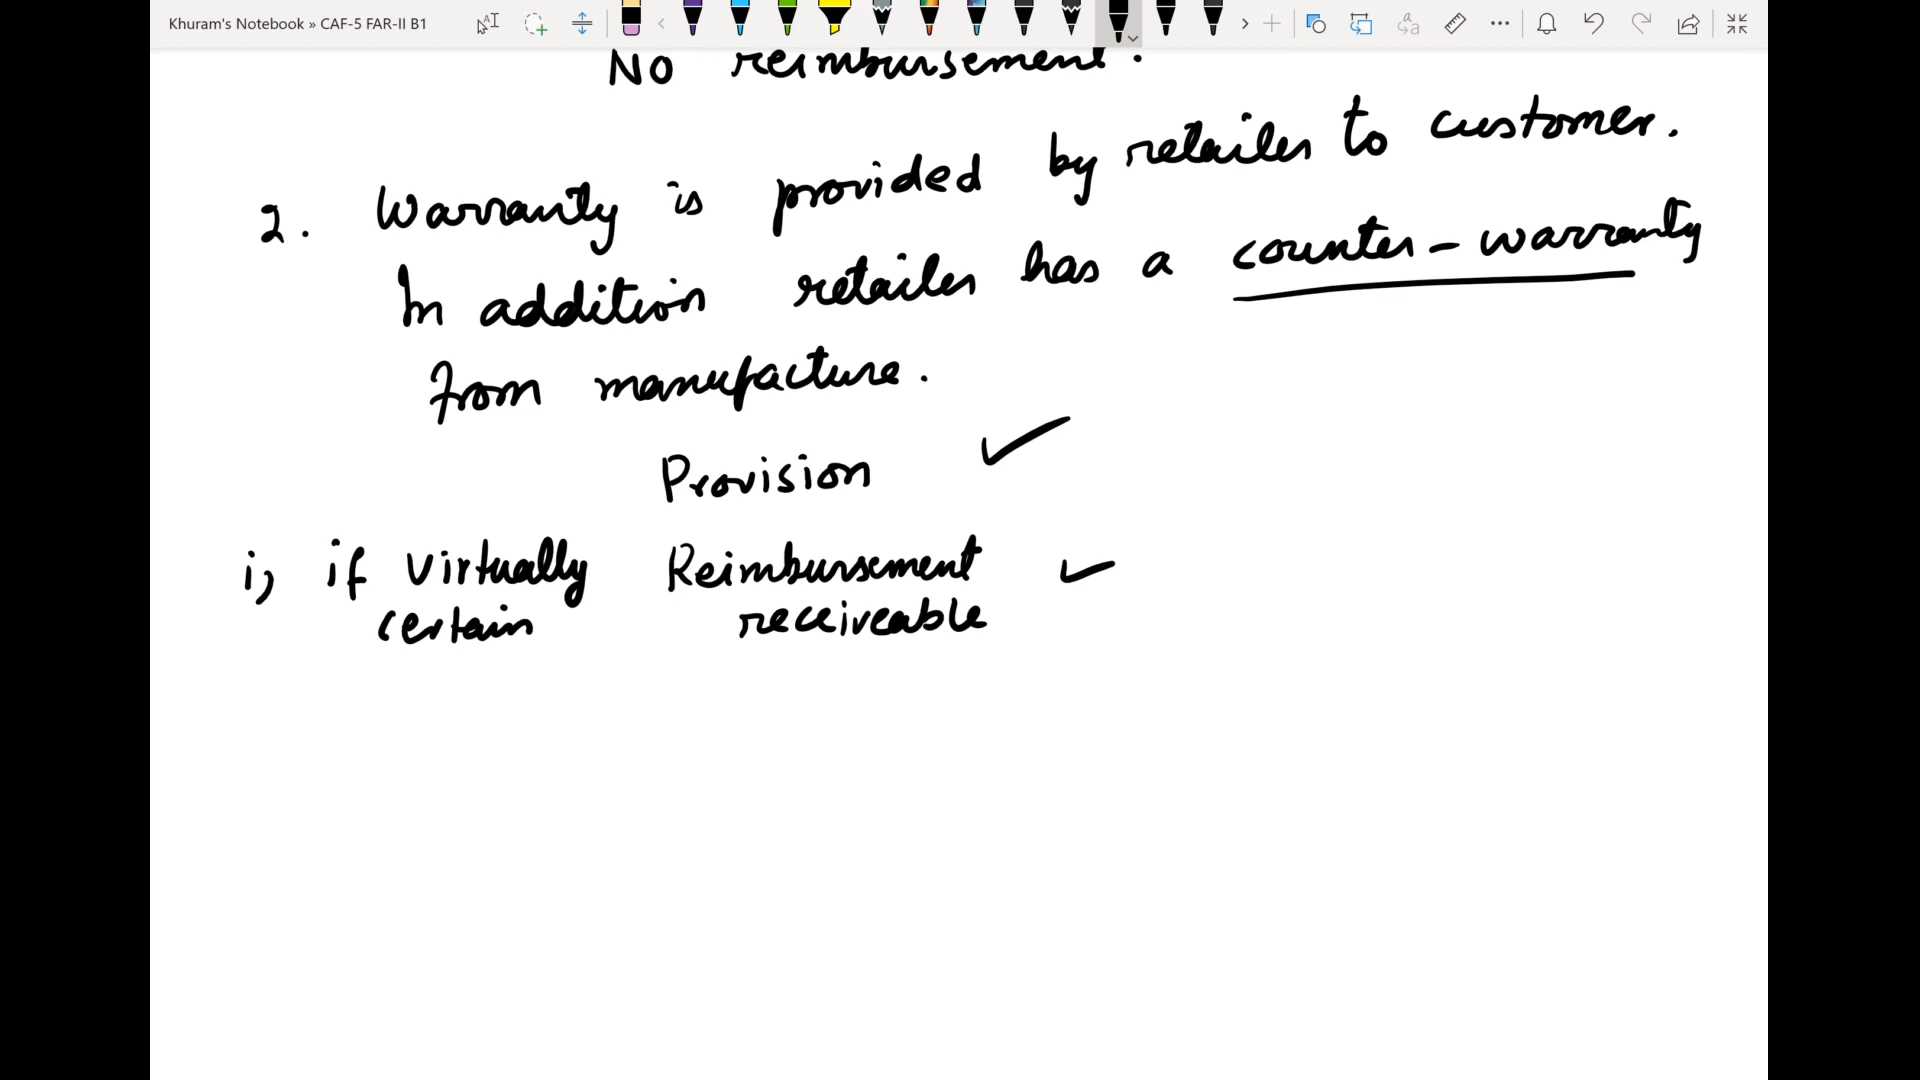 Khuram's Notebook » CAF-5 FAR-II B1
No reimbursement.
2. Warranty is provided by retailer to customer.
In addition retailer has a counter-warranty
from manufacture.
Provision ✓
i, if virtually Reimbursement ✓
certain receiveable